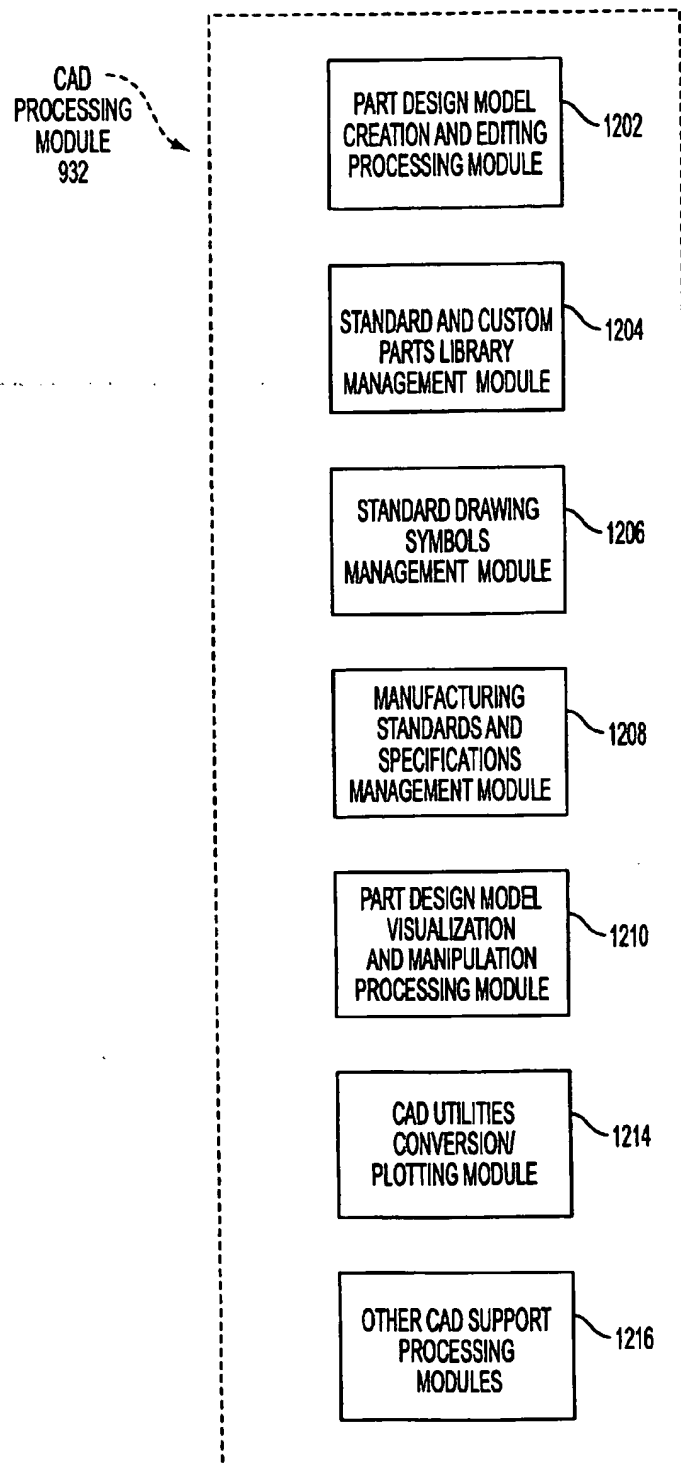 CAD
PROCESSING
MODULE
932
PART DESIGN MODEL
CREATION AND EDITING
PROCESSING MODULE
1202
STANDARD AND CUSTOM
PARTS LIBRARY
MANAGEMENT MODULE
1204
STANDARD DRAWING
SYMBOLS
MANAGEMENT MODULE
1206
MANUFACTURING
STANDARDS AND
SPECIFICATIONS
MANAGEMENT MODULE
1208
PART DESIGN MODEL
VISUALIZATION
AND MANIPULATION
PROCESSING MODULE
1210
CAD UTILITIES
CONVERSION/
PLOTTING MODULE
1214
OTHER CAD SUPPORT
PROCESSING
MODULES
1216